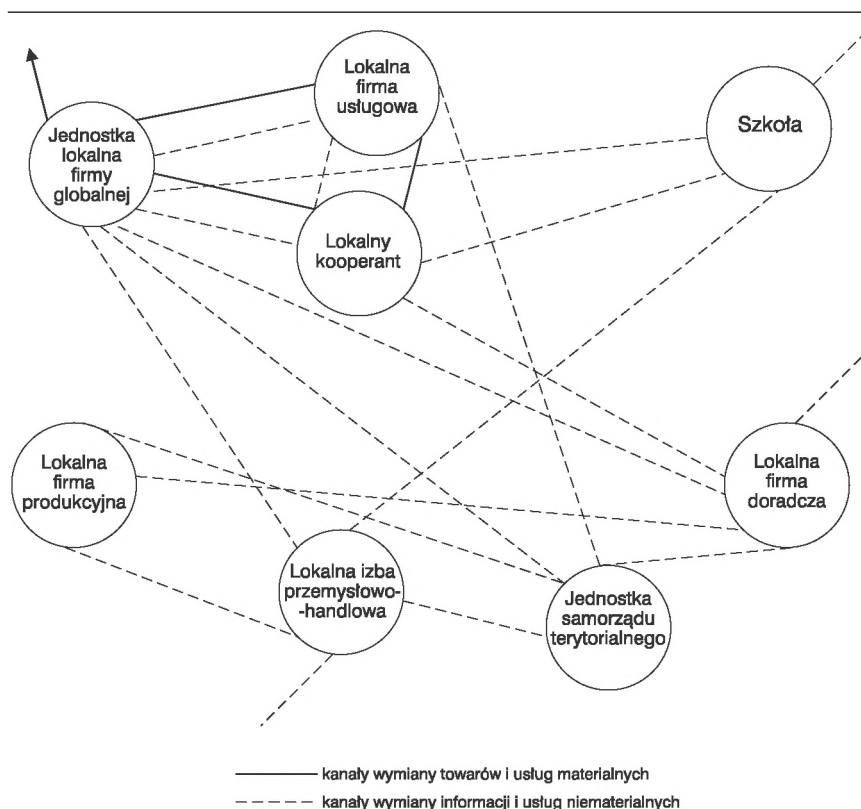 Lokalna
firma
usługowa
Szkoła
Jednostka
lokalna
firmy
globalnej
Lokalny
kooperant
Lokalna
firma
produkcyjna
Lokalna
firma
doradcza
Lokalna izba
przemysłowo-
-handlowa
Jednostka
samorządu
terytorialnego
kanały wymiany towarów i usług materialnych
kanały wymiany informacji i usług niematerialnych